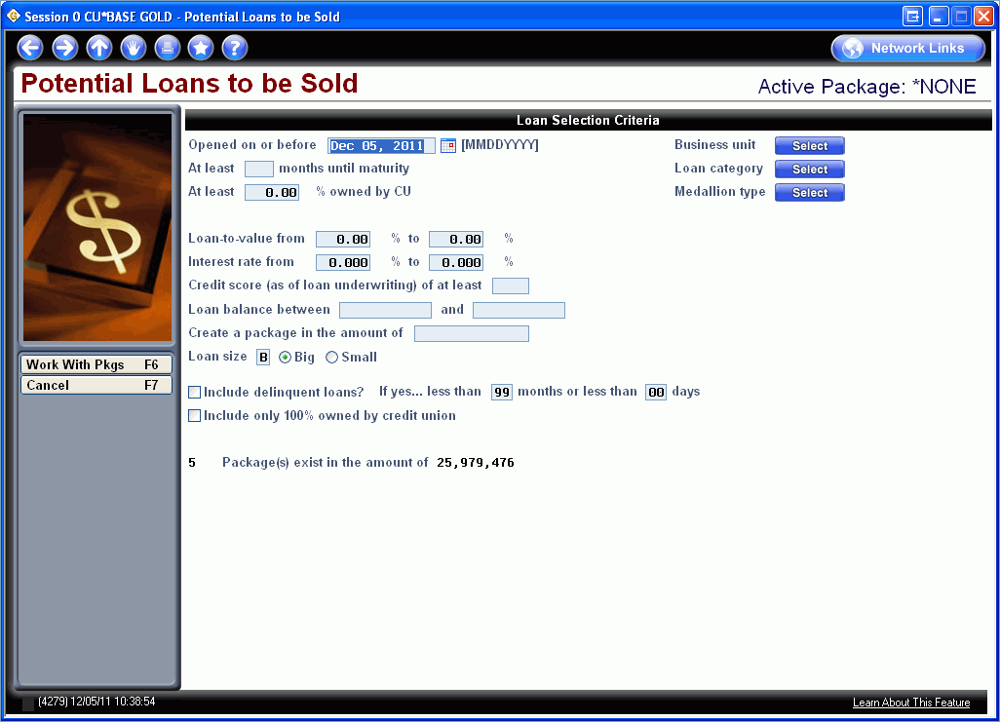 Session 0 CU*BASE GOLD - Potential Loans to be Sold
? Network Links
Potential Loans to be Sold Active Package: *NONE
Loan Selection Criteria
Opened on or before Dec 05, 2011 [MMDDYYYY] Business unit Select
At least months until maturity Loan category Select
At least 0.00 % owned by CU Medallion type Select
Loan-to-value from 0.00 % to 0.00 %
Interest rate from 0.000 % to 0.000 %
Credit score (as of loan underwriting) of at least
Loan balance between and
Create a package in the amount of
Loan size B Big Small
Work With Pkgs F6
Cancel F7
Include delinquent loans? If yes... less than 99 months or less than 00 days
Include only 100% owned by credit union
5 Package(s) exist in the amount of 25,979,476
(4279) 12/05/11 10:38:54 Learn About This Feature